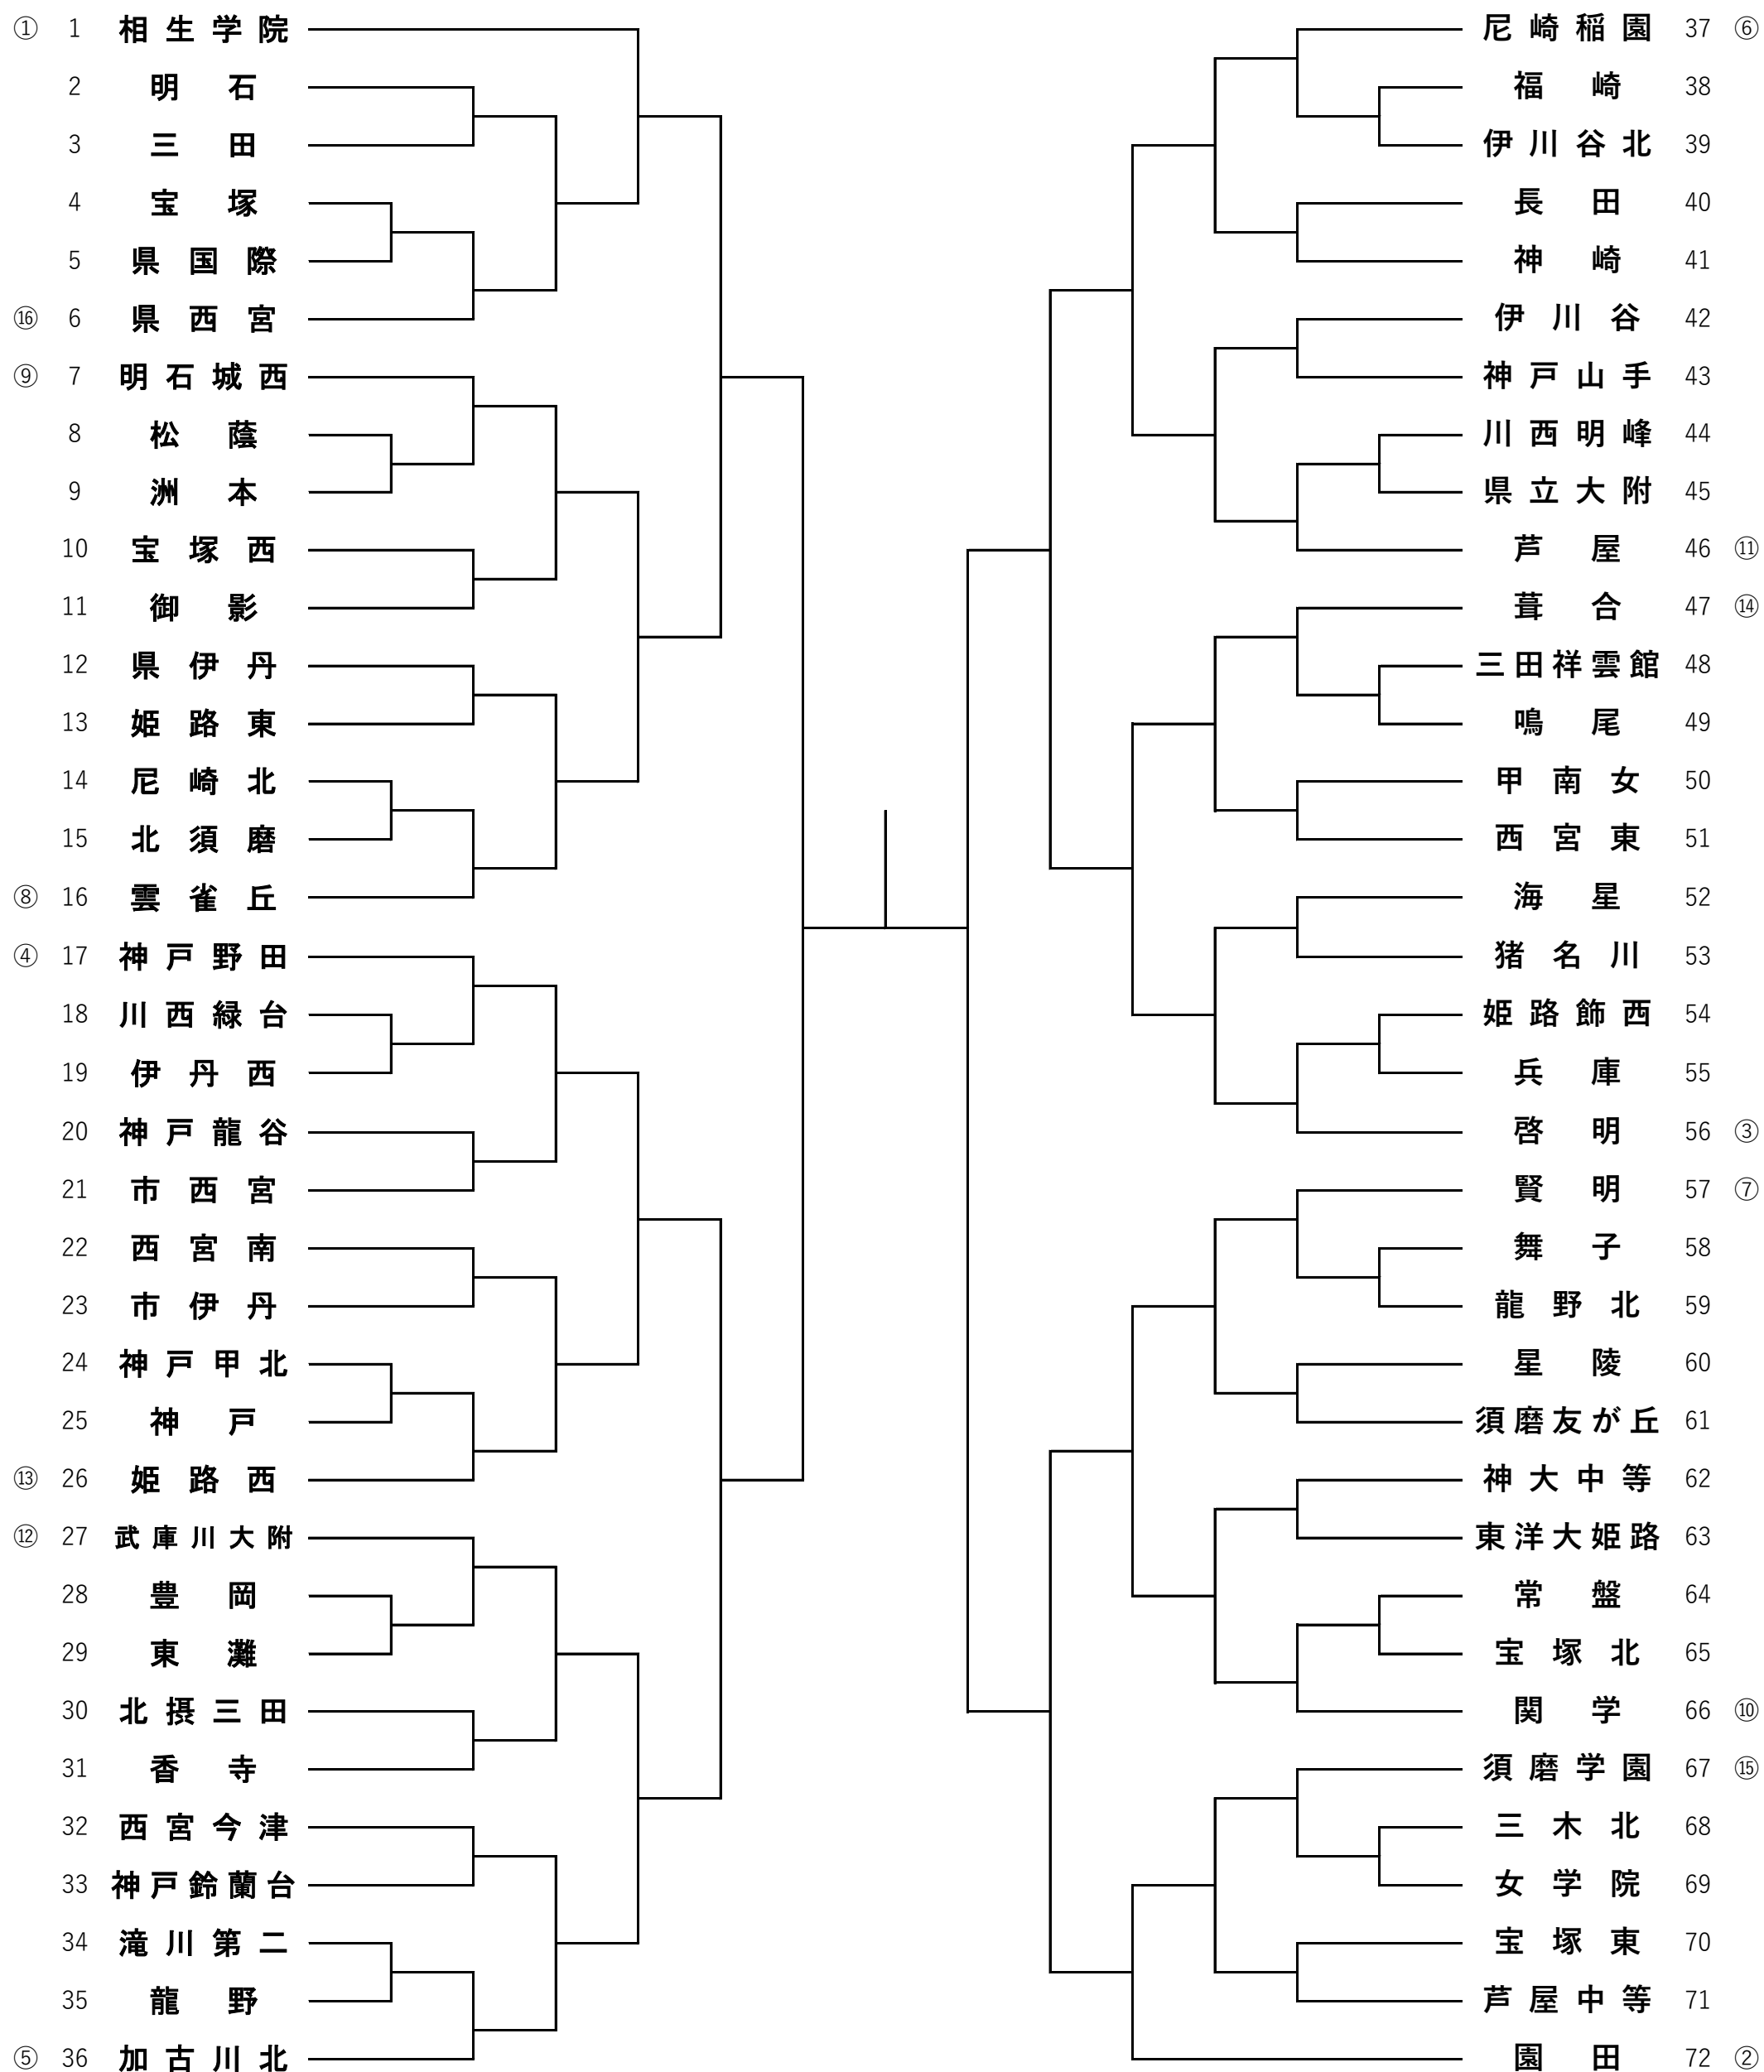 ① 1 相生学院
2 明石
3 三田
4 宝塚
5 県国際
⑯ 6 県西宮
⑨ 7 明石城西
8 松蔭
9 洲本
10 宝塚西
11 御影
12 県伊丹
13 姫路東
14 尼崎北
15 北須磨
⑧ 16 雲雀丘
④ 17 神戸野田
18 川西緑台
19 伊丹西
20 神戸龍谷
21 市西宮
22 西宮南
23 市伊丹
24 神戸甲北
25 神戸
⑬ 26 姫路西
⑫ 27 武庫川大附
28 豊岡
29 東灘
30 北摂三田
31 香寺
32 西宮今津
33 神戸鈴蘭台
34 滝川第二
35 龍野
⑤ 36 加古川北
尼崎稲園 37 ⑥
福崎 38
伊川谷北 39
長田 40
神崎 41
伊川谷 42
神戸山手 43
川西明峰 44
県立大附 45
芦屋 46 ⑪
葺合 47 ⑭
三田祥雲館 48
鳴尾 49
甲南女 50
西宮東 51
海星 52
猪名川 53
姫路飾西 54
兵庫 55
啓明 56 ③
賢明 57 ⑦
舞子 58
龍野北 59
星陵 60
須磨友が丘 61
神大中等 62
東洋大姫路 63
常盤 64
宝塚北 65
関学 66 ⑩
須磨学園 67 ⑮
三木北 68
女学院 69
宝塚東 70
芦屋中等 71
園田 72 ②